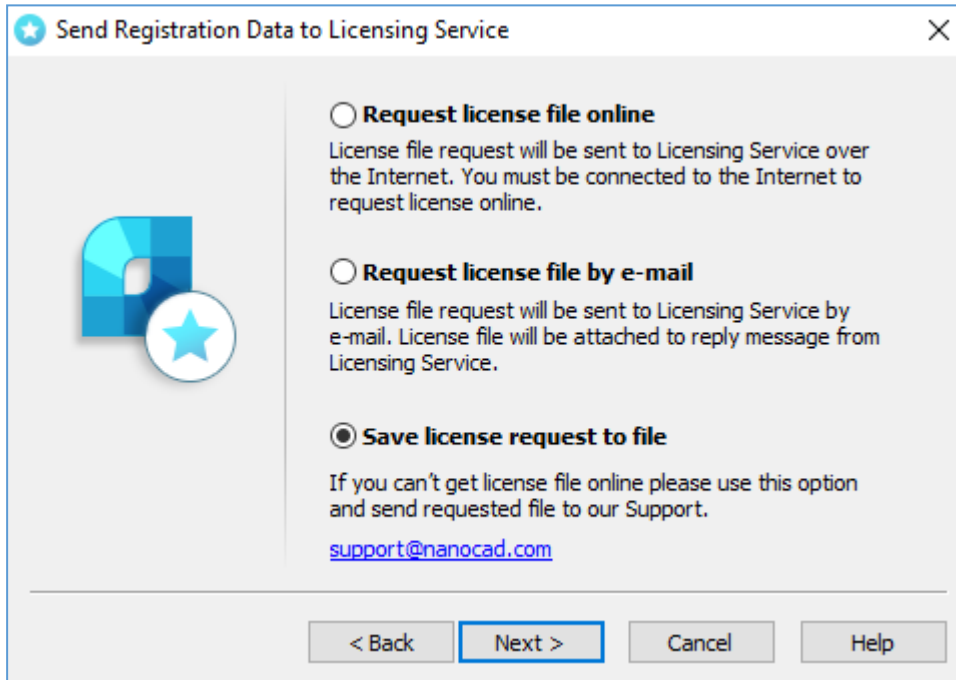 Send Registration Data to Licensing Service
Request license file online
License file request will be sent to Licensing Service over
the Internet. You must be connected to the Internet to
request license online.
Request license file by e-mail
License file request will be sent to Licensing Service by
e-mail. License file will be attached to reply message from
Licensing Service.
Save license request to file
If you can't get license file online please use this option
and send requested file to our Support.
support@nanocad.com
< Back Next > Cancel Help